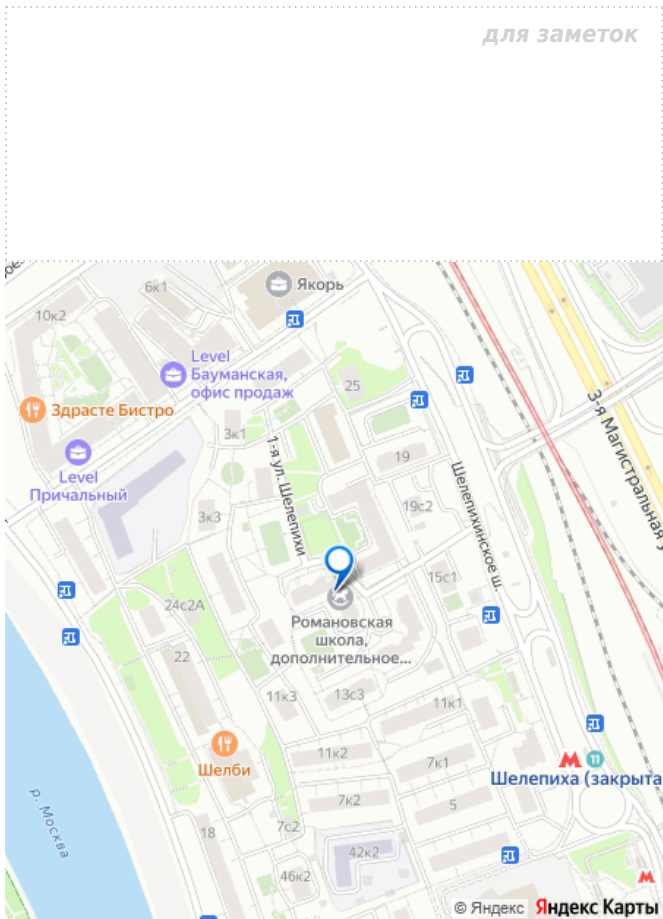 для заметок
6к1
Якорь
10к2
Level
Бауманская,
офис продаж
25
Здрасте Бистро
3к1
3-я Магистральная у
Level
Причальный
1-я ул. Шелепихи
19
Шелепихинское ш.
19с2
3к3
15с1
24с2А
Романовская
школа,
дополнительное...
22
11к3
13с3
11к1
Шелби
11к2
7к1
11
Шелепиха (закрыта
р. Москва
7к2
5
18
7с2
42к2
46к2
© Яндекс Яндекс Карты